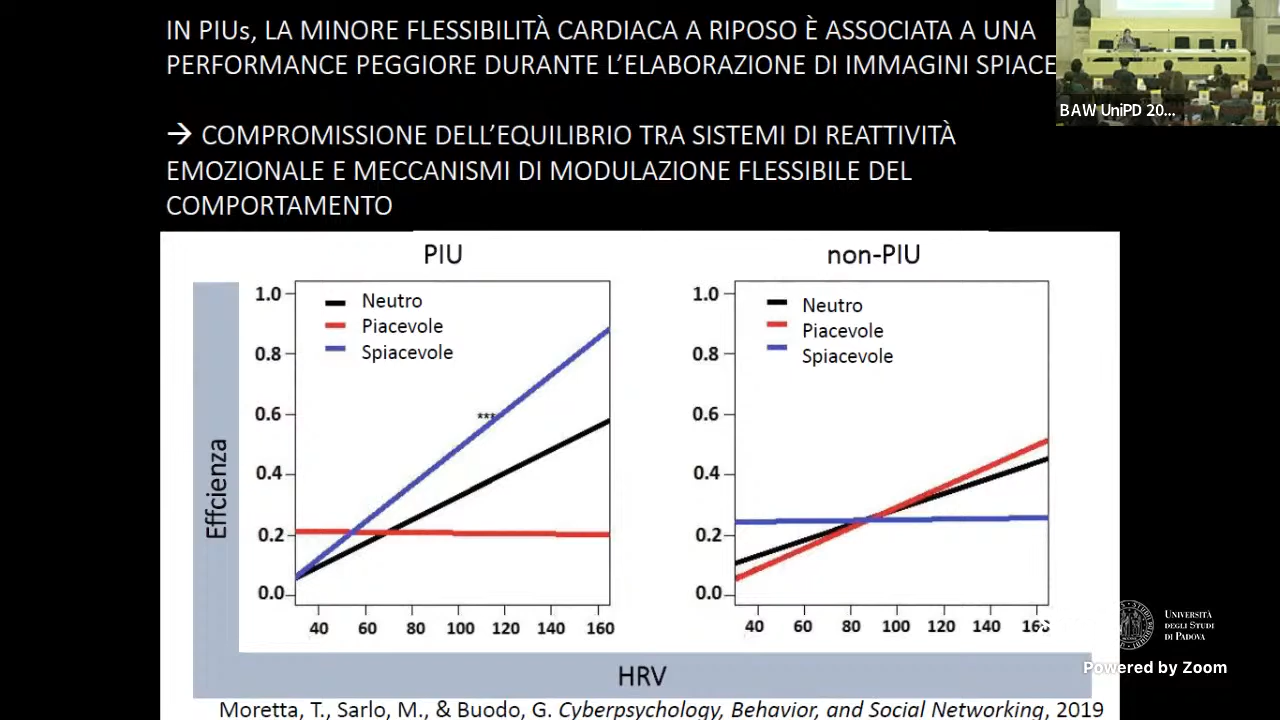 IN PIUs, LA MINORE FLESSIBILITÀ CARDIACA A RIPOSO È ASSOCIATA A UNA
PERFORMANCE PEGGIORE DURANTE L'ELABORAZIONE DI IMMAGINI SPIACE
BAW UniPD 20...
→ COMPROMISSIONE DELL'EQUILIBRIO TRA SISTEMI DI REATTIVITÀ
EMOZIONALE E MECCANISMI DI MODULAZIONE FLESSIBILE DEL
COMPORTAMENTO
PIU
1.0
0.8
0.6
0.4
0.2
0.0
Neutro
Piacevole
Spiacevole
***
40 60 80 100 120 140 160
non-PIU
1.0
0.8
0.6
0.4
0.2
0.0
Neutro
Piacevole
Spiacevole
40 60 80 100 120 140 160
Effcienza
HRV
Moretta, T., Sarlo, M., & Buodo, G. Cyberpsychology, Behavior, and Social Networking, 2019
UNIVERSITÀ
DEGLI STUDI
DI PADOVA
Powered by Zoom